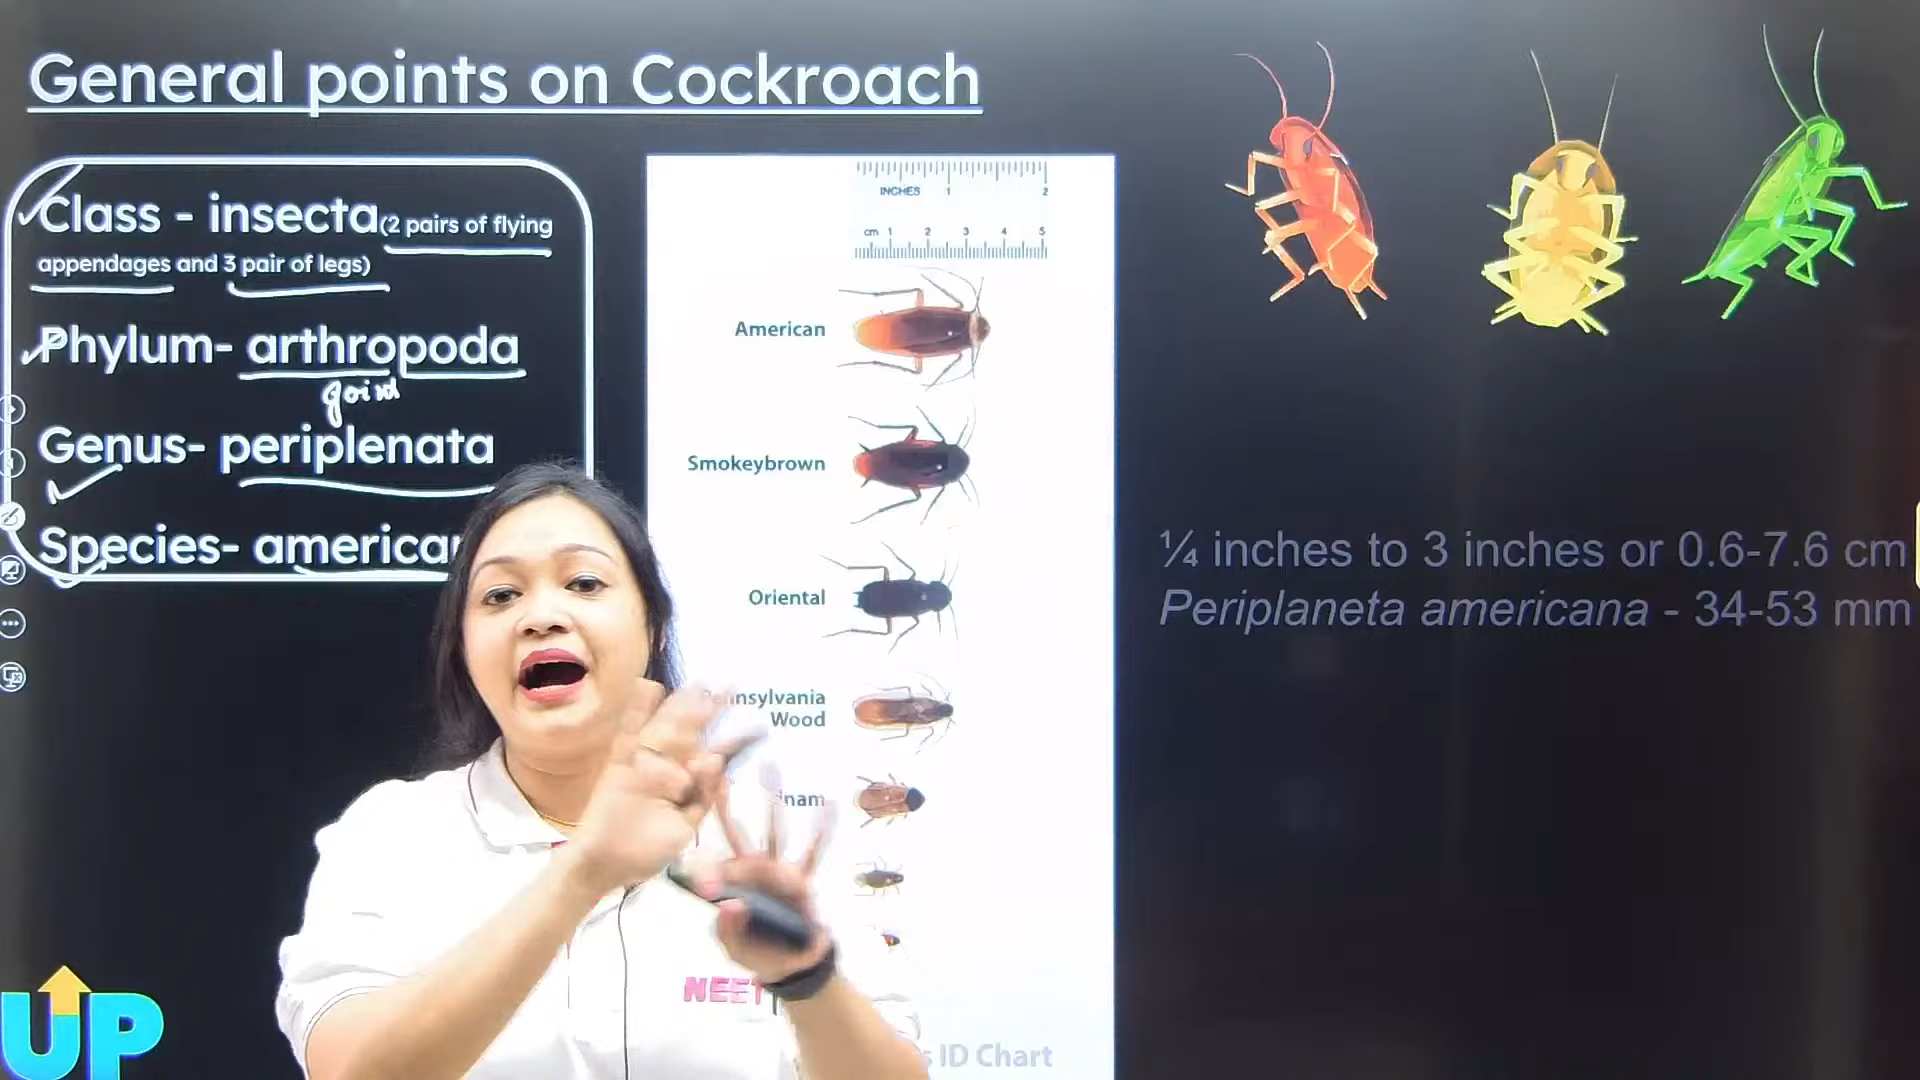 General points on Cockroach
Class - insecta(2 pairs of flying
appendages and 3 pair of legs)
Phylum- arthropoda
Genus- periplenata
INCHES 1 2
cm 1 2 3 4 5
American
Smokeybrown
Oriental
Wood
¼ inches to 3 inches or 0.6-7.6 cm
Periplaneta americana - 34-53 mm
Species-
ID Chart
NEET
UP